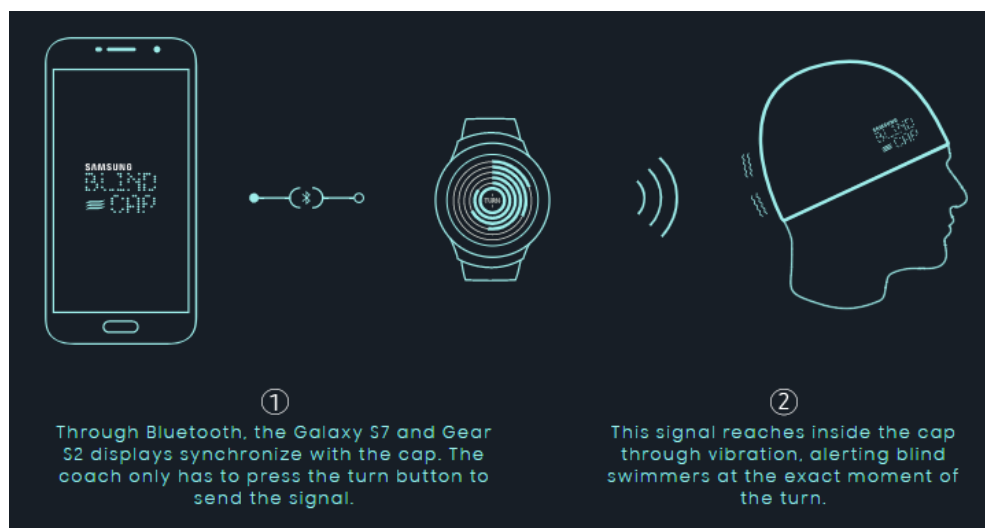 SAMSUNG
BLIND
CAP
TURN
SAMSUNG
BLIND
CAP
①
Through Bluetooth, the Galaxy S7 and Gear
S2 displays synchronize with the cap. The
coach only has to press the turn button to
send the signal.
②
This signal reaches inside the cap
through vibration, alerting blind
swimmers at the exact moment of
the turn.